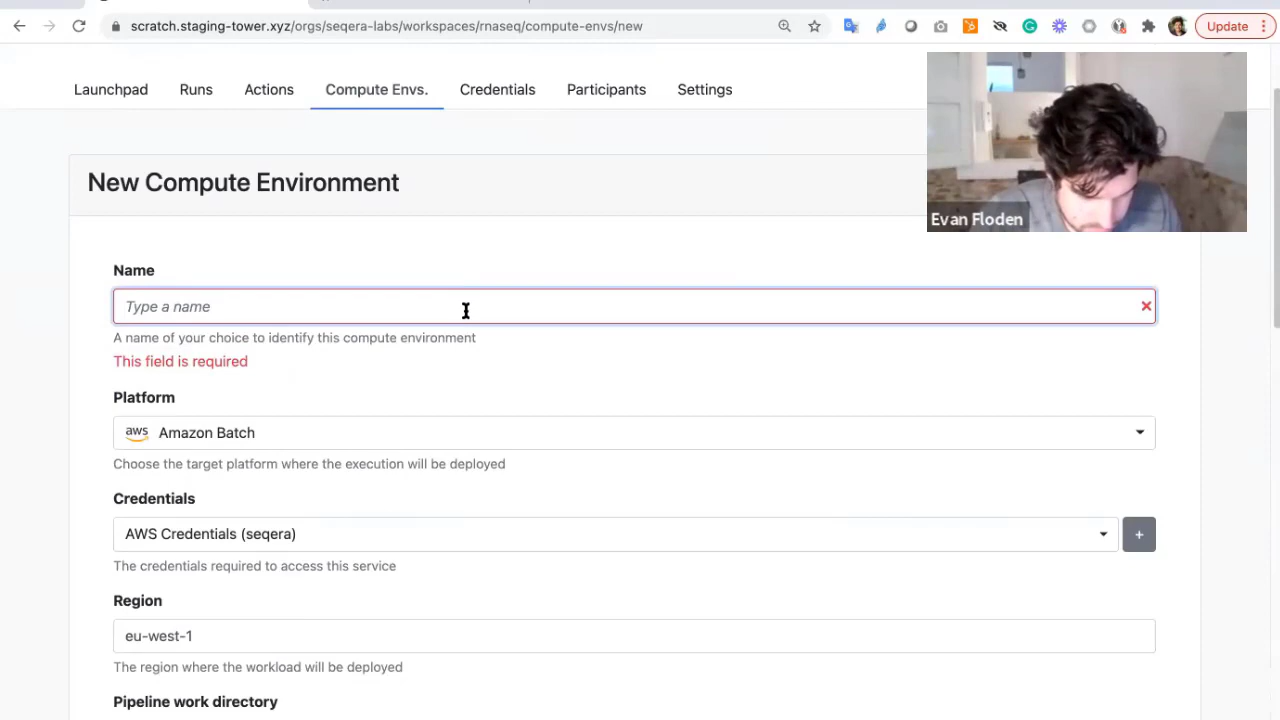 scratch.staging-tower.xyz/orgs/seqera-labs/workspaces/rnaseq/compute-envs/new
Update
Launchpad Runs Actions Compute Envs. Credentials Participants Settings
Evan Floden
New Compute Environment
Name
Type a name
A name of your choice to identify this compute environment
This field is required
Platform
aws Amazon Batch
Choose the target platform where the execution will be deployed
Credentials
AWS Credentials (seqera)
+
The credentials required to access this service
Region
eu-west-1
The region where the workload will be deployed
Pipeline work directory